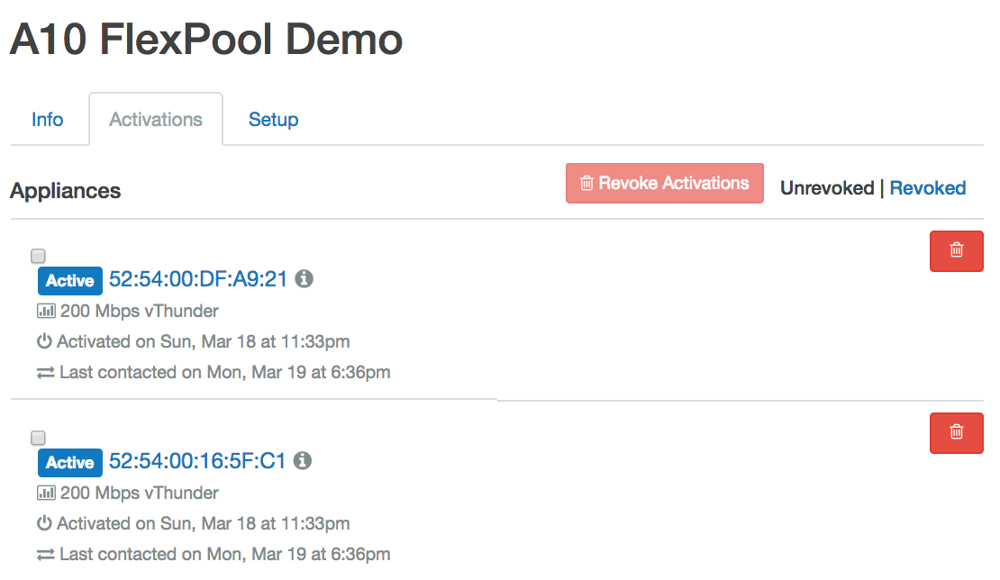 A10 FlexPool Demo
Info Activations Setup
Appliances Revoke Activations Unrevoked | Revoked
Active 52:54:00:DF:A9:21
200 Mbps vThunder
Activated on Sun, Mar 18 at 11:33pm
Last contacted on Mon, Mar 19 at 6:36pm
Active 52:54:00:16:5F:C1
200 Mbps vThunder
Activated on Sun, Mar 18 at 11:33pm
Last contacted on Mon, Mar 19 at 6:36pm